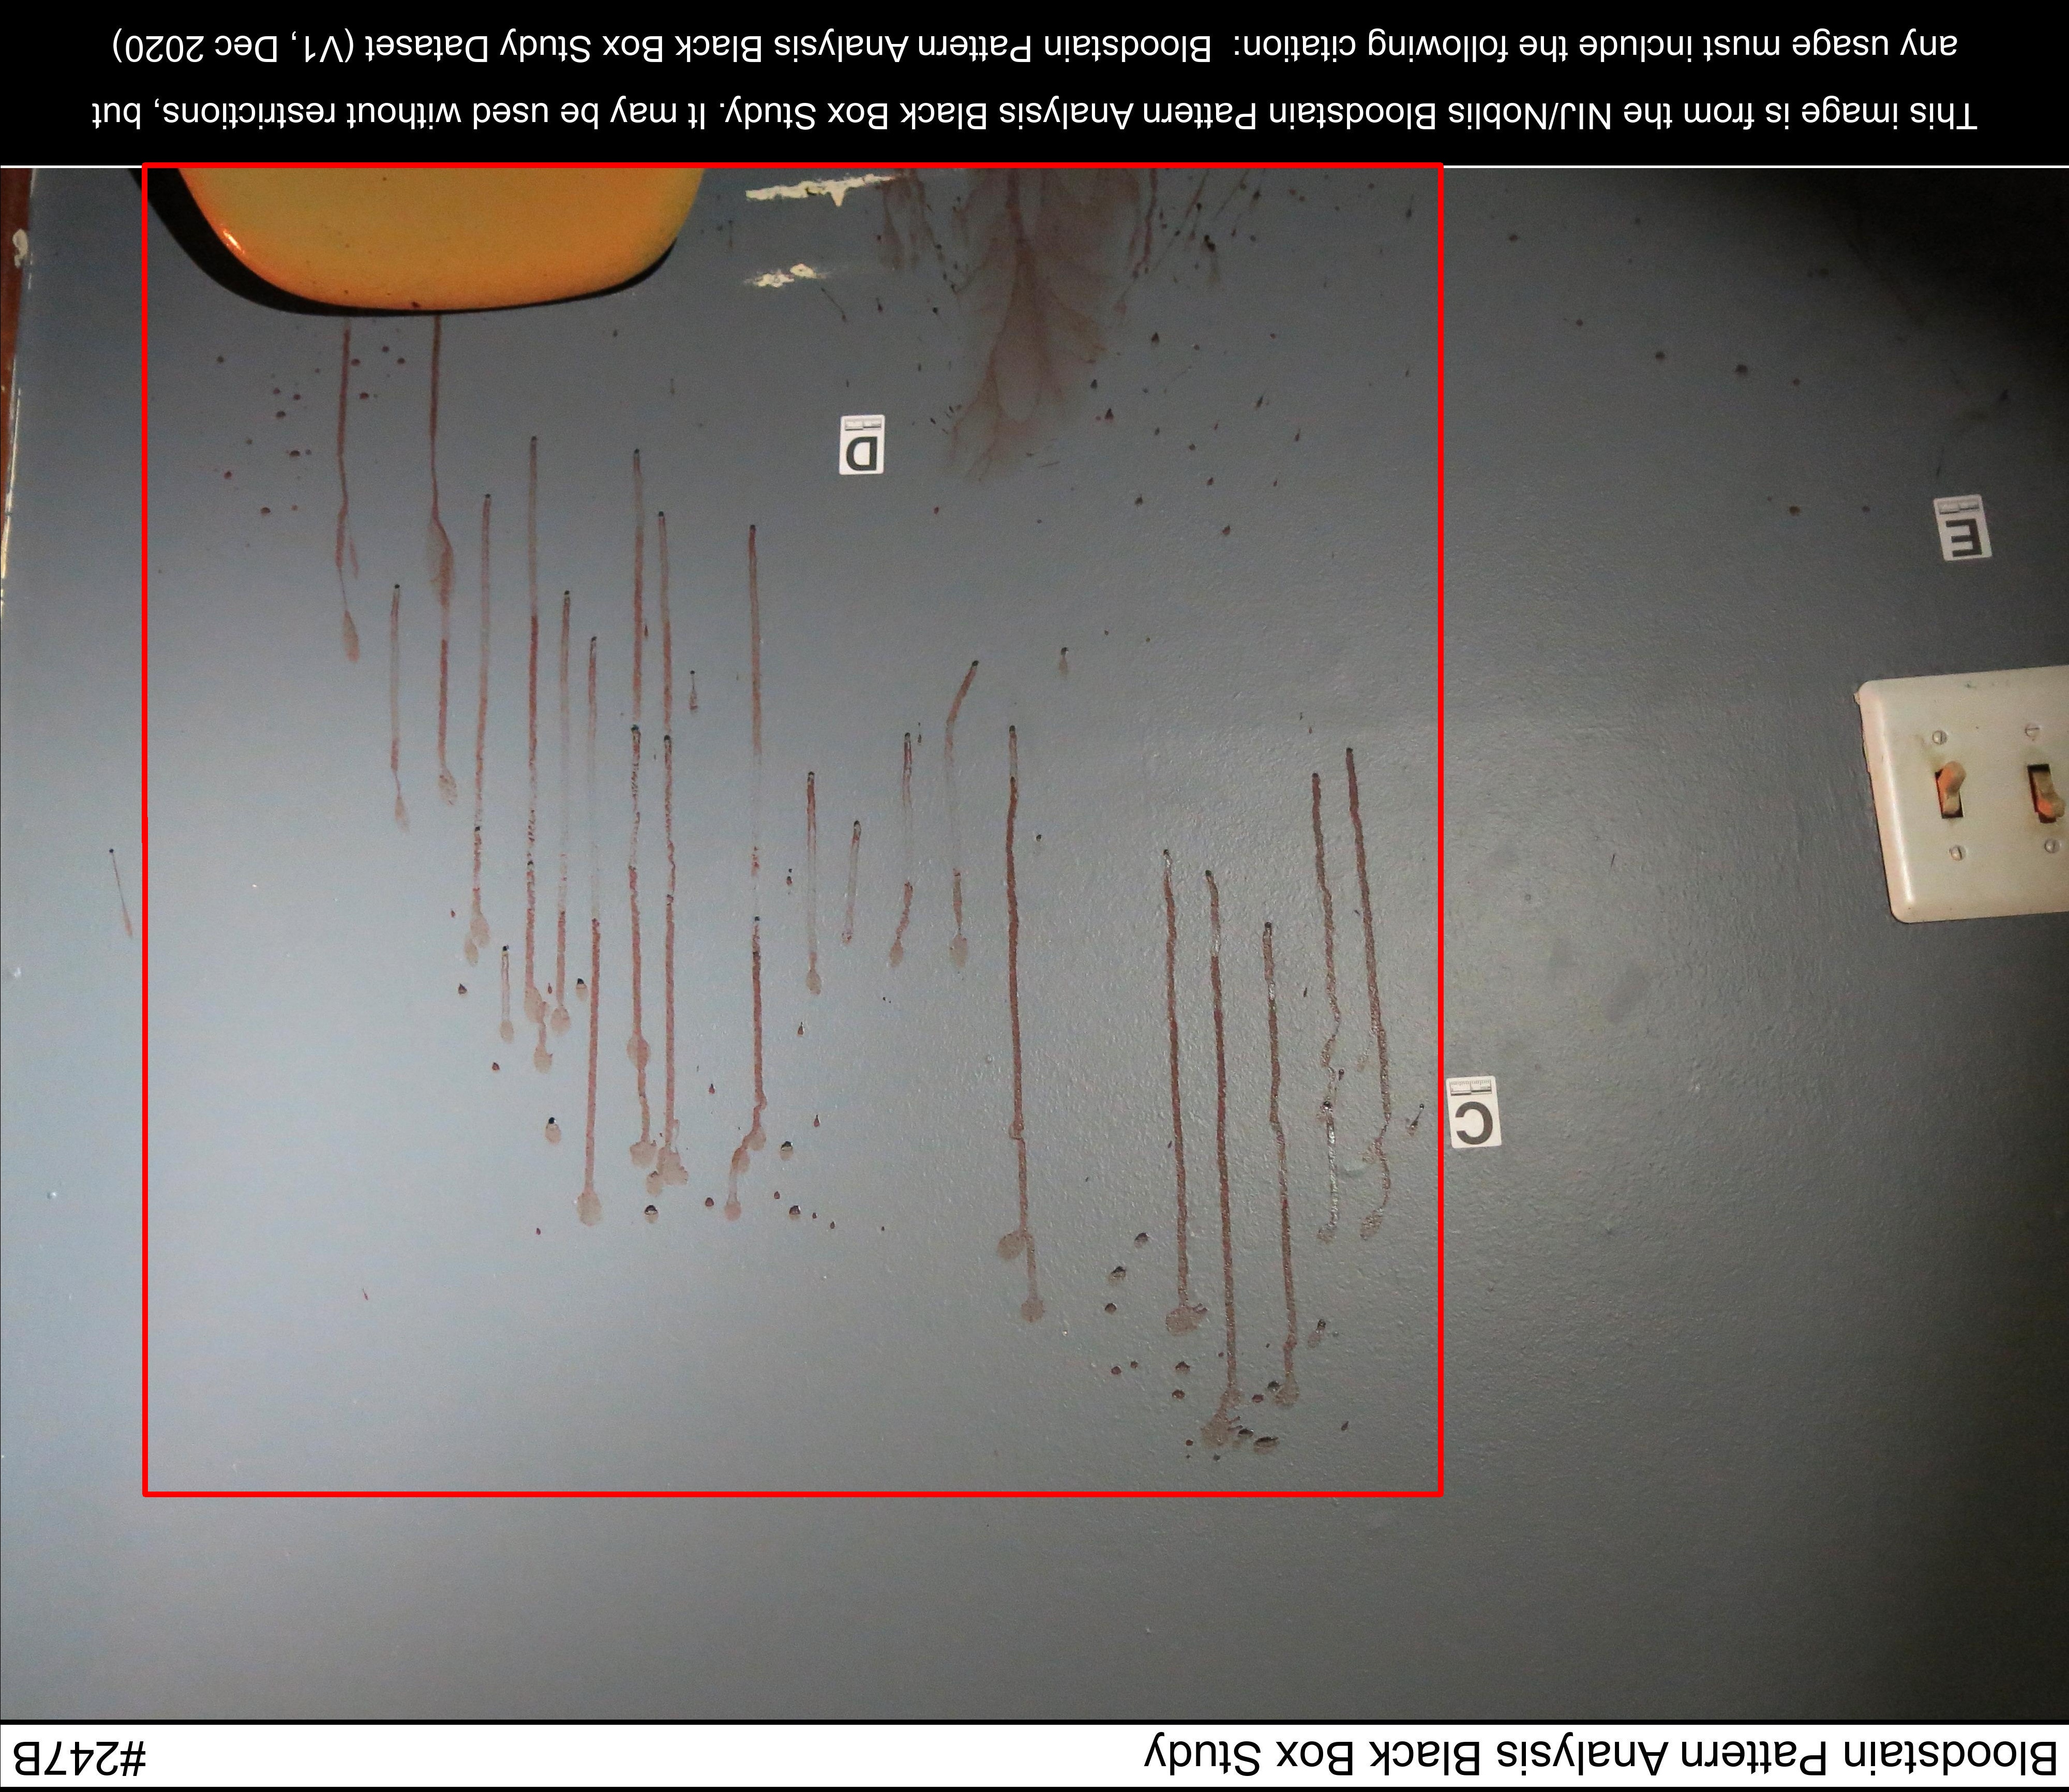 Bloodstain Pattern Analysis Black Box Study #247B
E
C
D
This image is from the NIJ/Noblis Bloodstain Pattern Analysis Black Box Study. It may be used without restrictions, but
any usage must include the following citation: Bloodstain Pattern Analysis Black Box Study Dataset (V1, Dec 2020)